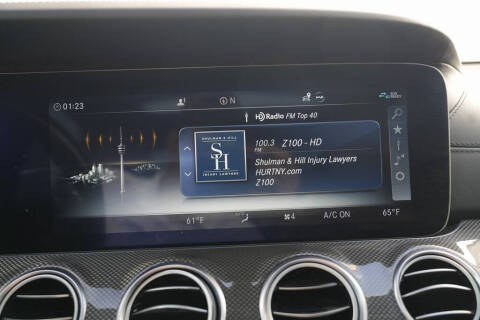 01:23
N
HD Radio FM Top 40
SHULMAN & HILL
SH
INJURY LAWYERS
100.3 Z100 - HD
FM
Shulman & Hill Injury Lawyers
HURTNY.com
Z100
61°F
4
A/C ON
65°F